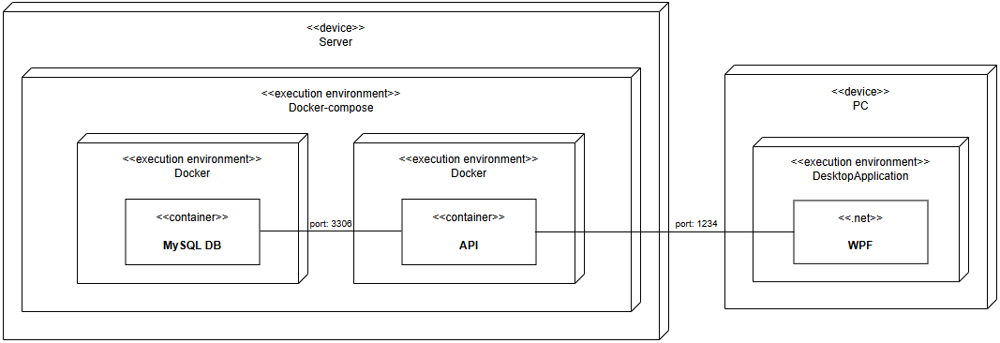 <<device>>
Server
<<execution environment>>
Docker-compose
<<execution environment>>
Docker
<<container>>
MySQL DB
port: 3306
<<execution environment>>
Docker
<<container>>
API
port: 1234
<<device>>
PC
<<execution environment>>
DesktopApplication
<<.net>>
WPF